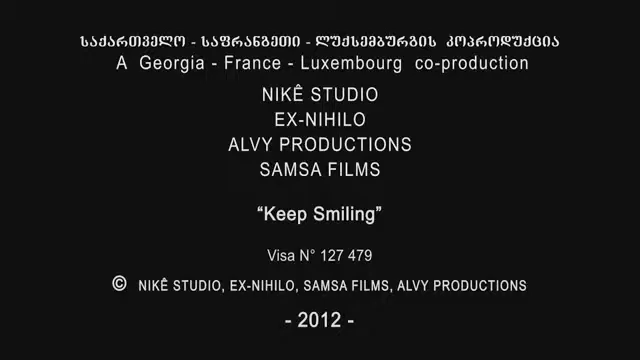 საქართველო - საფრანგეთი - ლუქსემბურგის კოპროდუქცია
A Georgia - France - Luxembourg co-production
NIKÊ STUDIO
EX-NIHILO
ALVY PRODUCTIONS
SAMSA FILMS
“Keep Smiling”
Visa N° 127 479
© NIKÊ STUDIO, EX-NIHILO, SAMSA FILMS, ALVY PRODUCTIONS
- 2012 -